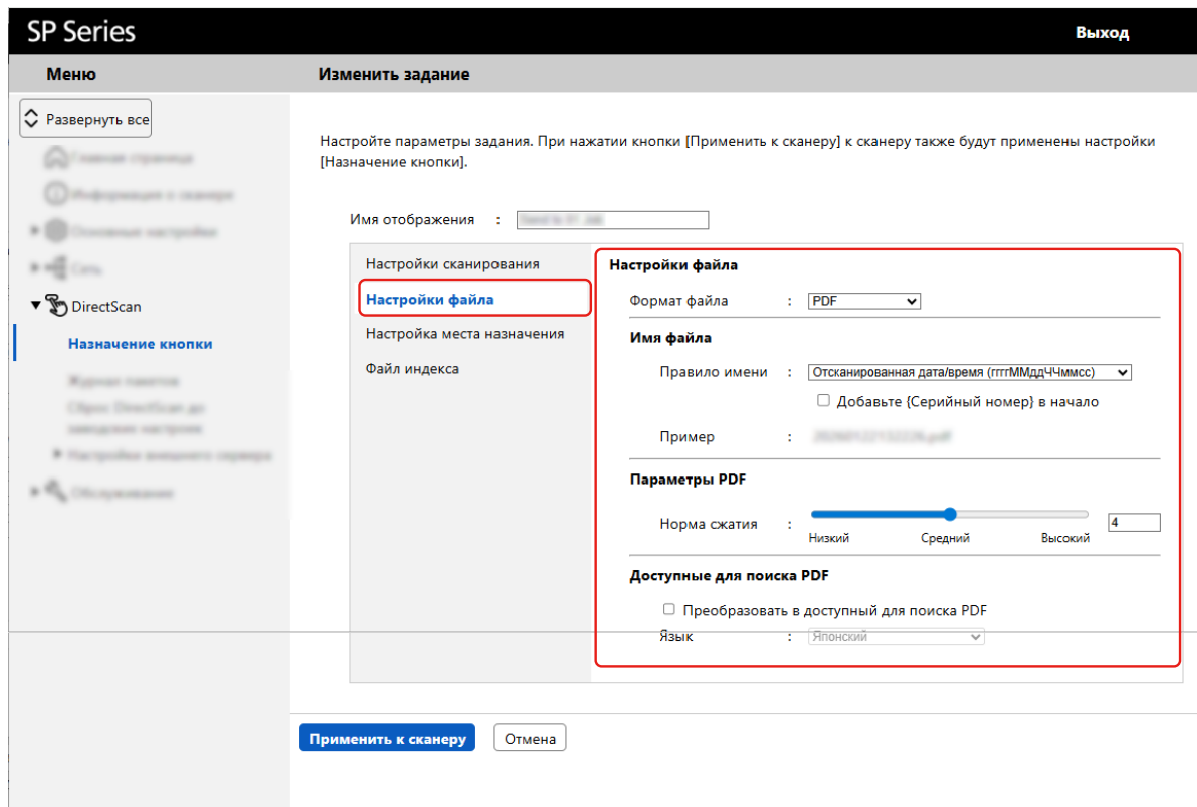 SP Series
Выход
Меню
Изменить задание
Развернуть все
DirectScan
Назначение кнопки
Настройте параметры задания. При нажатии кнопки [Применить к сканеру] к сканеру также будут применены настройки
[Назначение кнопки].
Имя отображения :
Настройки сканирования
Настройки файла
Настройка места назначения
Файл индекса
Настройки файла
Формат файла : PDF
Имя файла
Правило имени : Отсканированная дата/время (ггггММддЧЧммсс)
Добавьте {Серийный номер} в начало
Пример :
Параметры PDF
Норма сжатия : 4
Низкий Средний Высокий
Доступные для поиска PDF
Преобразовать в доступный для поиска PDF
Язык : Японский
Применить к сканеру Отмена